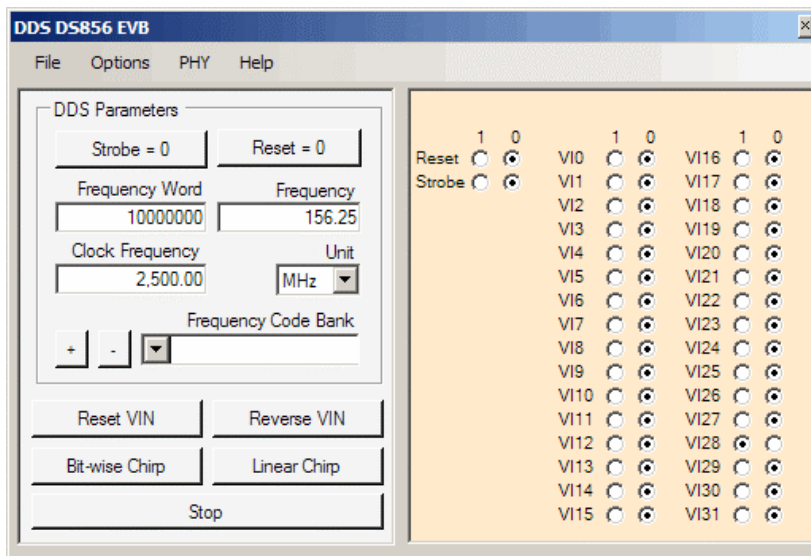 DDS DS856 EVB
File Options PHY Help
DDS Parameters
Strobe = 0 Reset = 0
Frequency Word Frequency
10000000 156.25
Clock Frequency Unit
2,500.00 MHz
Frequency Code Bank
+ -
Reset VIN Reverse VIN
Bit-wise Chirp Linear Chirp
Stop
1 0 1 0 1 0
Reset VI0 VI16
Strobe VI1 VI17
VI2 VI18
VI3 VI19
VI4 VI20
VI5 VI21
VI6 VI22
VI7 VI23
VI8 VI24
VI9 VI25
VI10 VI26
VI11 VI27
VI12 VI28
VI13 VI29
VI14 VI30
VI15 VI31